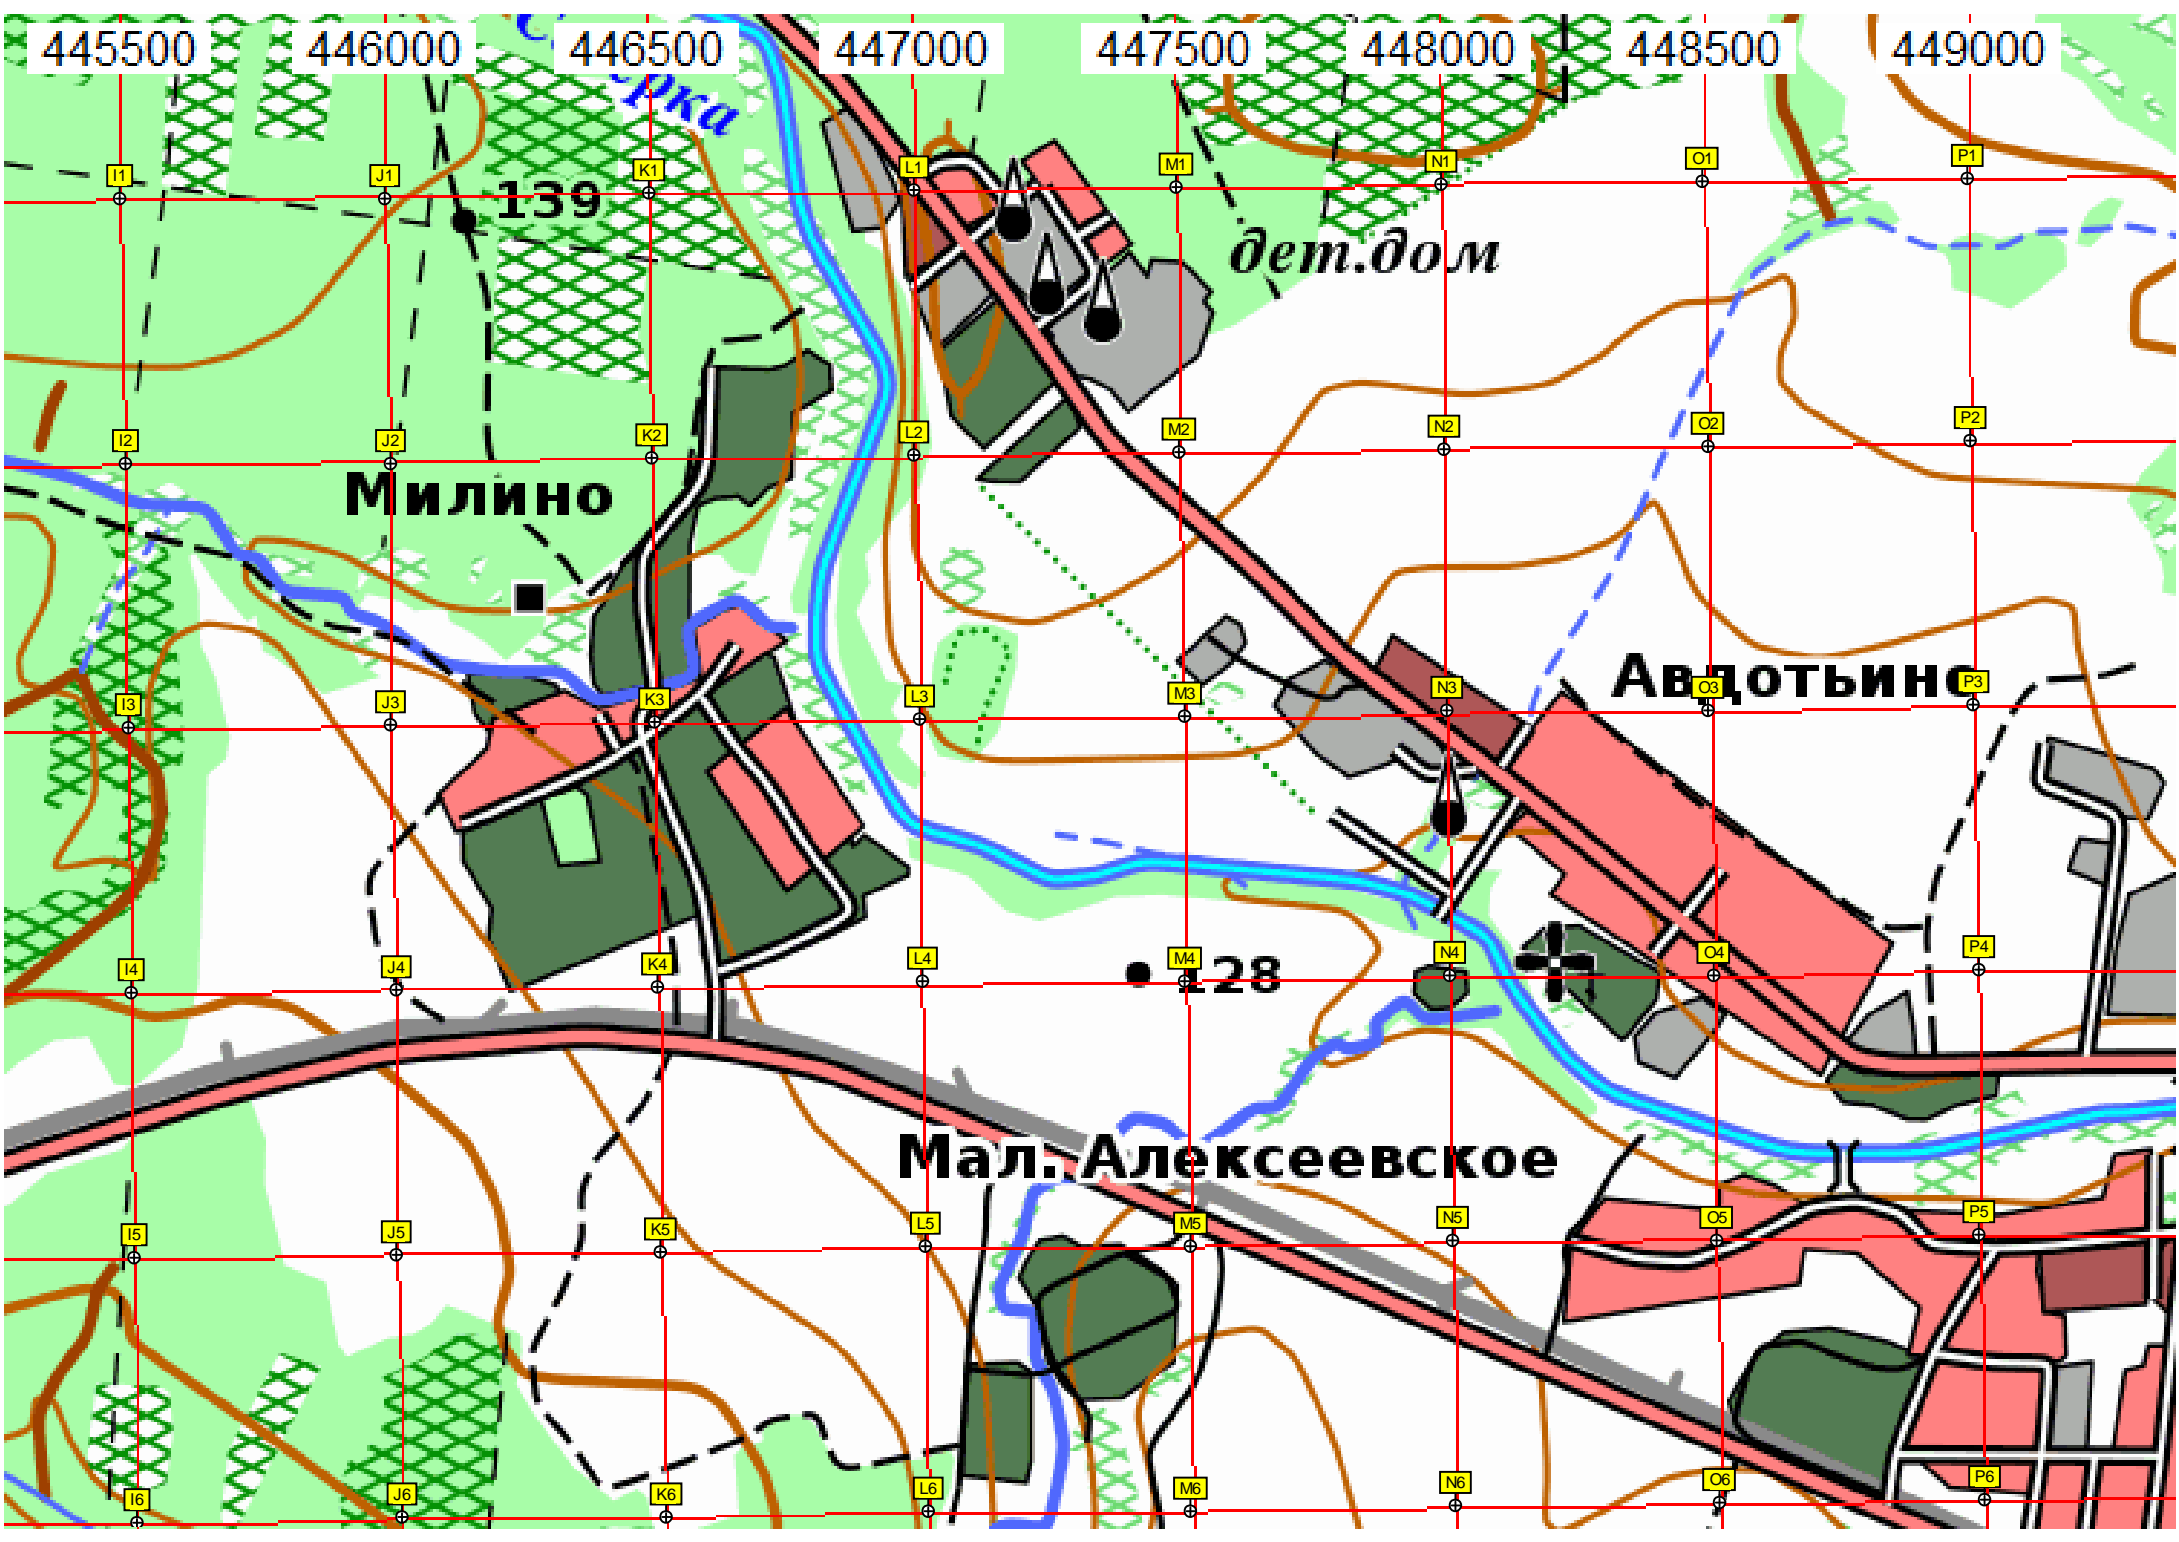 445500 446000 446500 447000 447500 448000 448500 449000
I1 J1 K1 L1 M1 N1 O1 P1
139
дет.дом
I2 J2 K2 L2 M2 N2 O2 P2
Милино
Авдотьино
I3 J3 K3 L3 M3 N3 O3 P3
I4 J4 K4 L4 M4 N4 O4 P4
128
Мал. Алексеевское
I5 J5 K5 L5 M5 N5 O5 P5
I6 J6 K6 L6 M6 N6 O6 P6